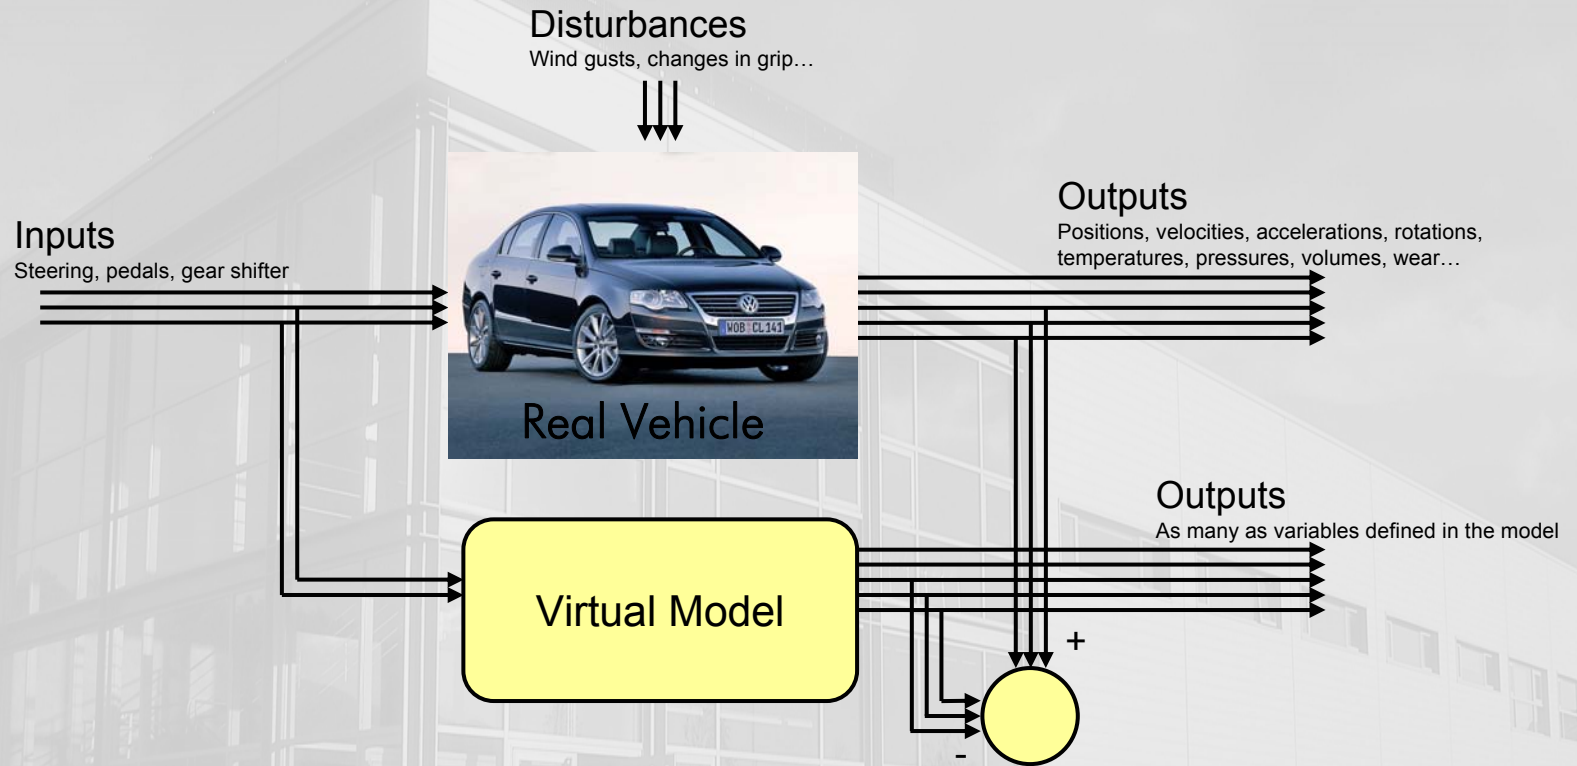 Disturbances
Wind gusts, changes in grip…
Inputs
Steering, pedals, gear shifter
WOB CL 141
Real Vehicle
Outputs
Positions, velocities, accelerations, rotations,
temperatures, pressures, volumes, wear…
Outputs
As many as variables defined in the model
Virtual Model
+
-